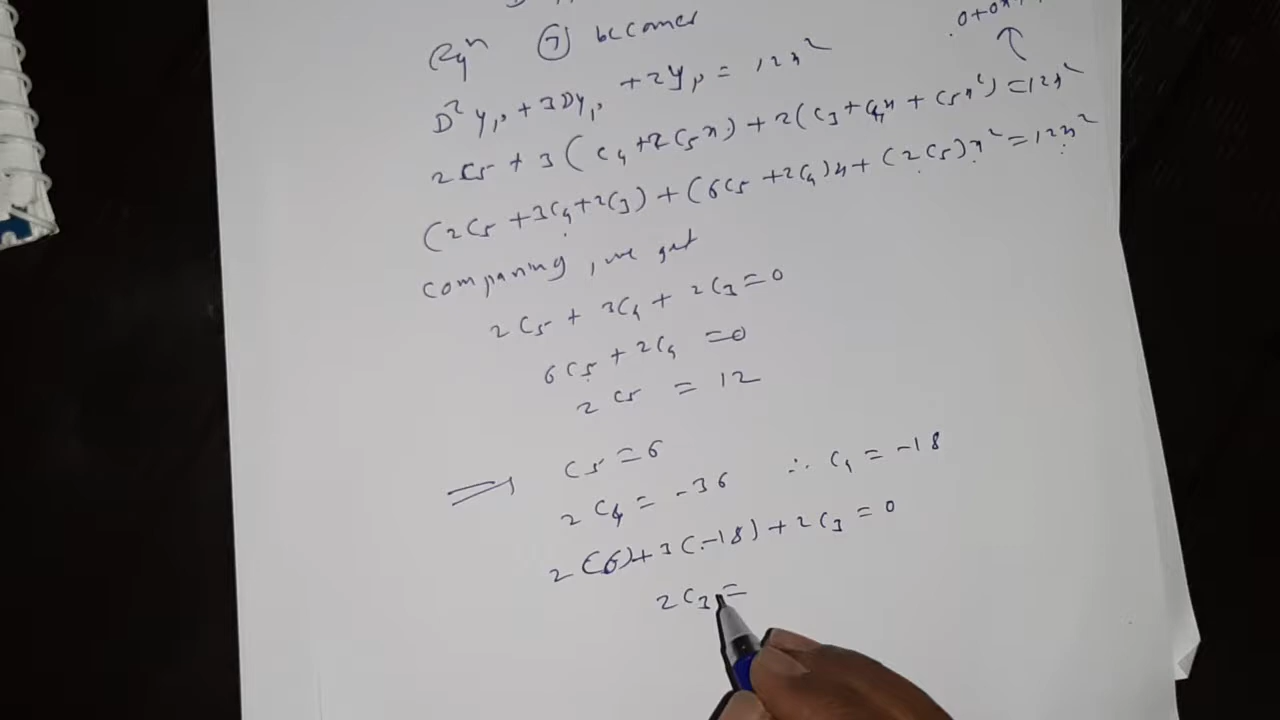 0+0x
Eqn ⑦ becomes
D²yp + 3Dyp + 2yp = 12x²
2C5 + 3(C4+2C5x) + 2(C3+C4x + C5x²) = 12x²
(2C5 + 3C4 + 2C3) + (6C5 + 2C4)x + (2C5)x² = 12x²
comparing, we get
2C5 + 3C4 + 2C3 = 0
6C5 + 2C4 = 0
2C5 = 12
⟹ C5 = 6
2C4 = -36 ∴ C4 = -18
2(6) + 3(-18) + 2C3 = 0
2C3 =